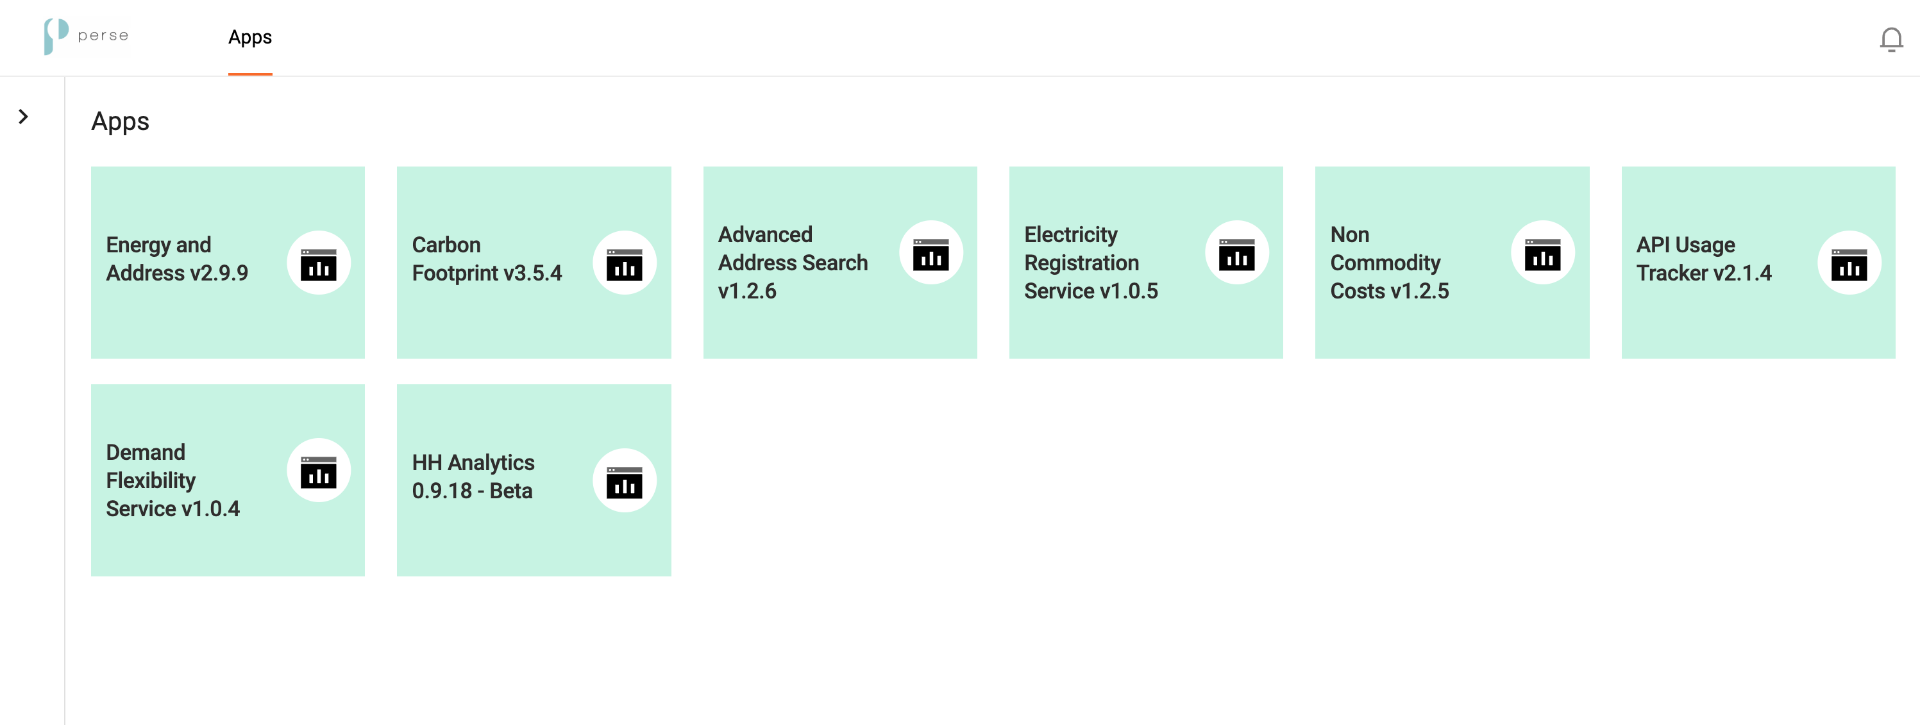 perse
Apps
Apps
Energy and
Address v2.9.9
Carbon
Footprint v3.5.4
Advanced
Address Search
v1.2.6
Electricity
Registration
Service v1.0.5
Non
Commodity
Costs v1.2.5
API Usage
Tracker v2.1.4
Demand
Flexibility
Service v1.0.4
HH Analytics
0.9.18 - Beta